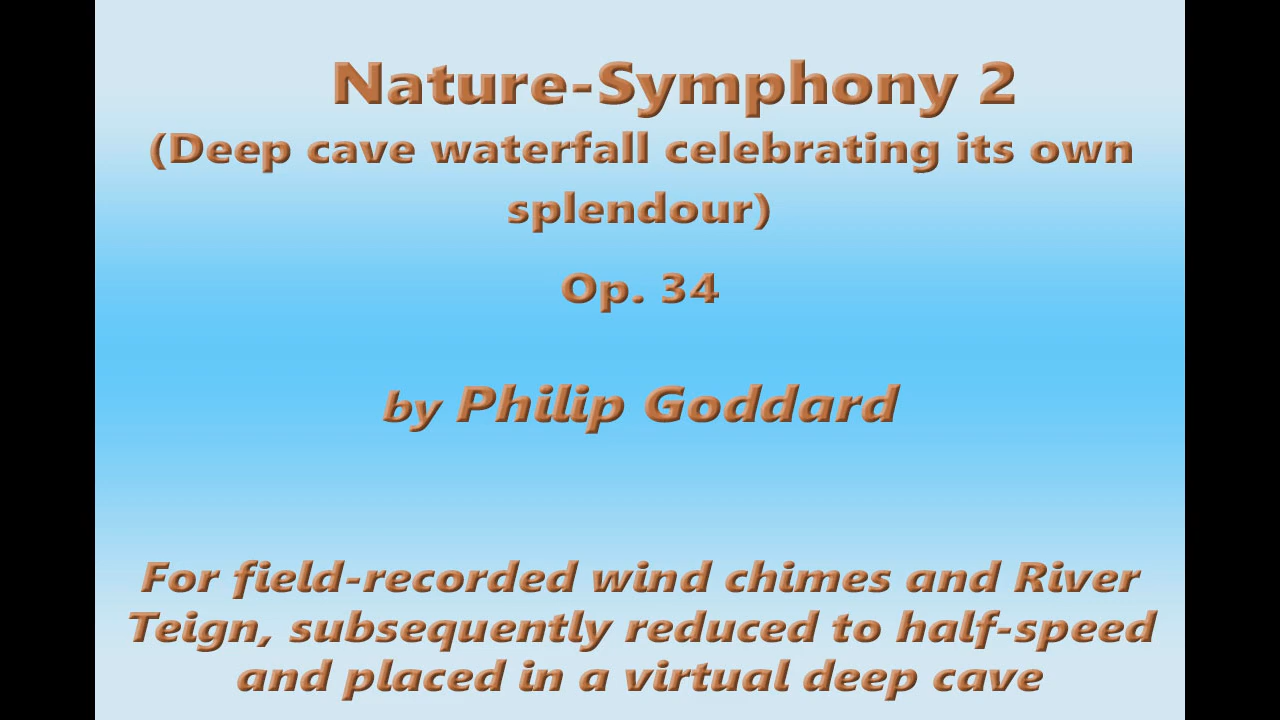 Nature-Symphony 2
(Deep cave waterfall celebrating its own
splendour)
Op. 34
by Philip Goddard
For field-recorded wind chimes and River
Teign, subsequently reduced to half-speed
and placed in a virtual deep cave